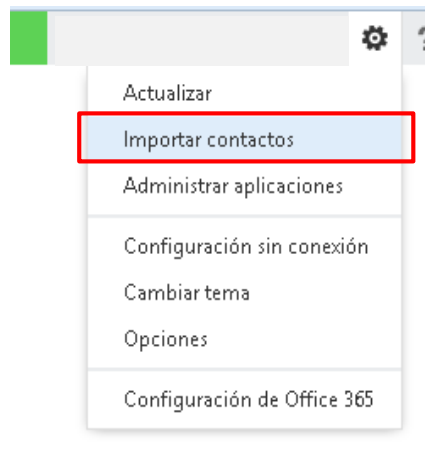 Actualizar
Importar contactos
Administrar aplicaciones
Configuración sin conexión
Cambiar tema
Opciones
Configuración de Office 365